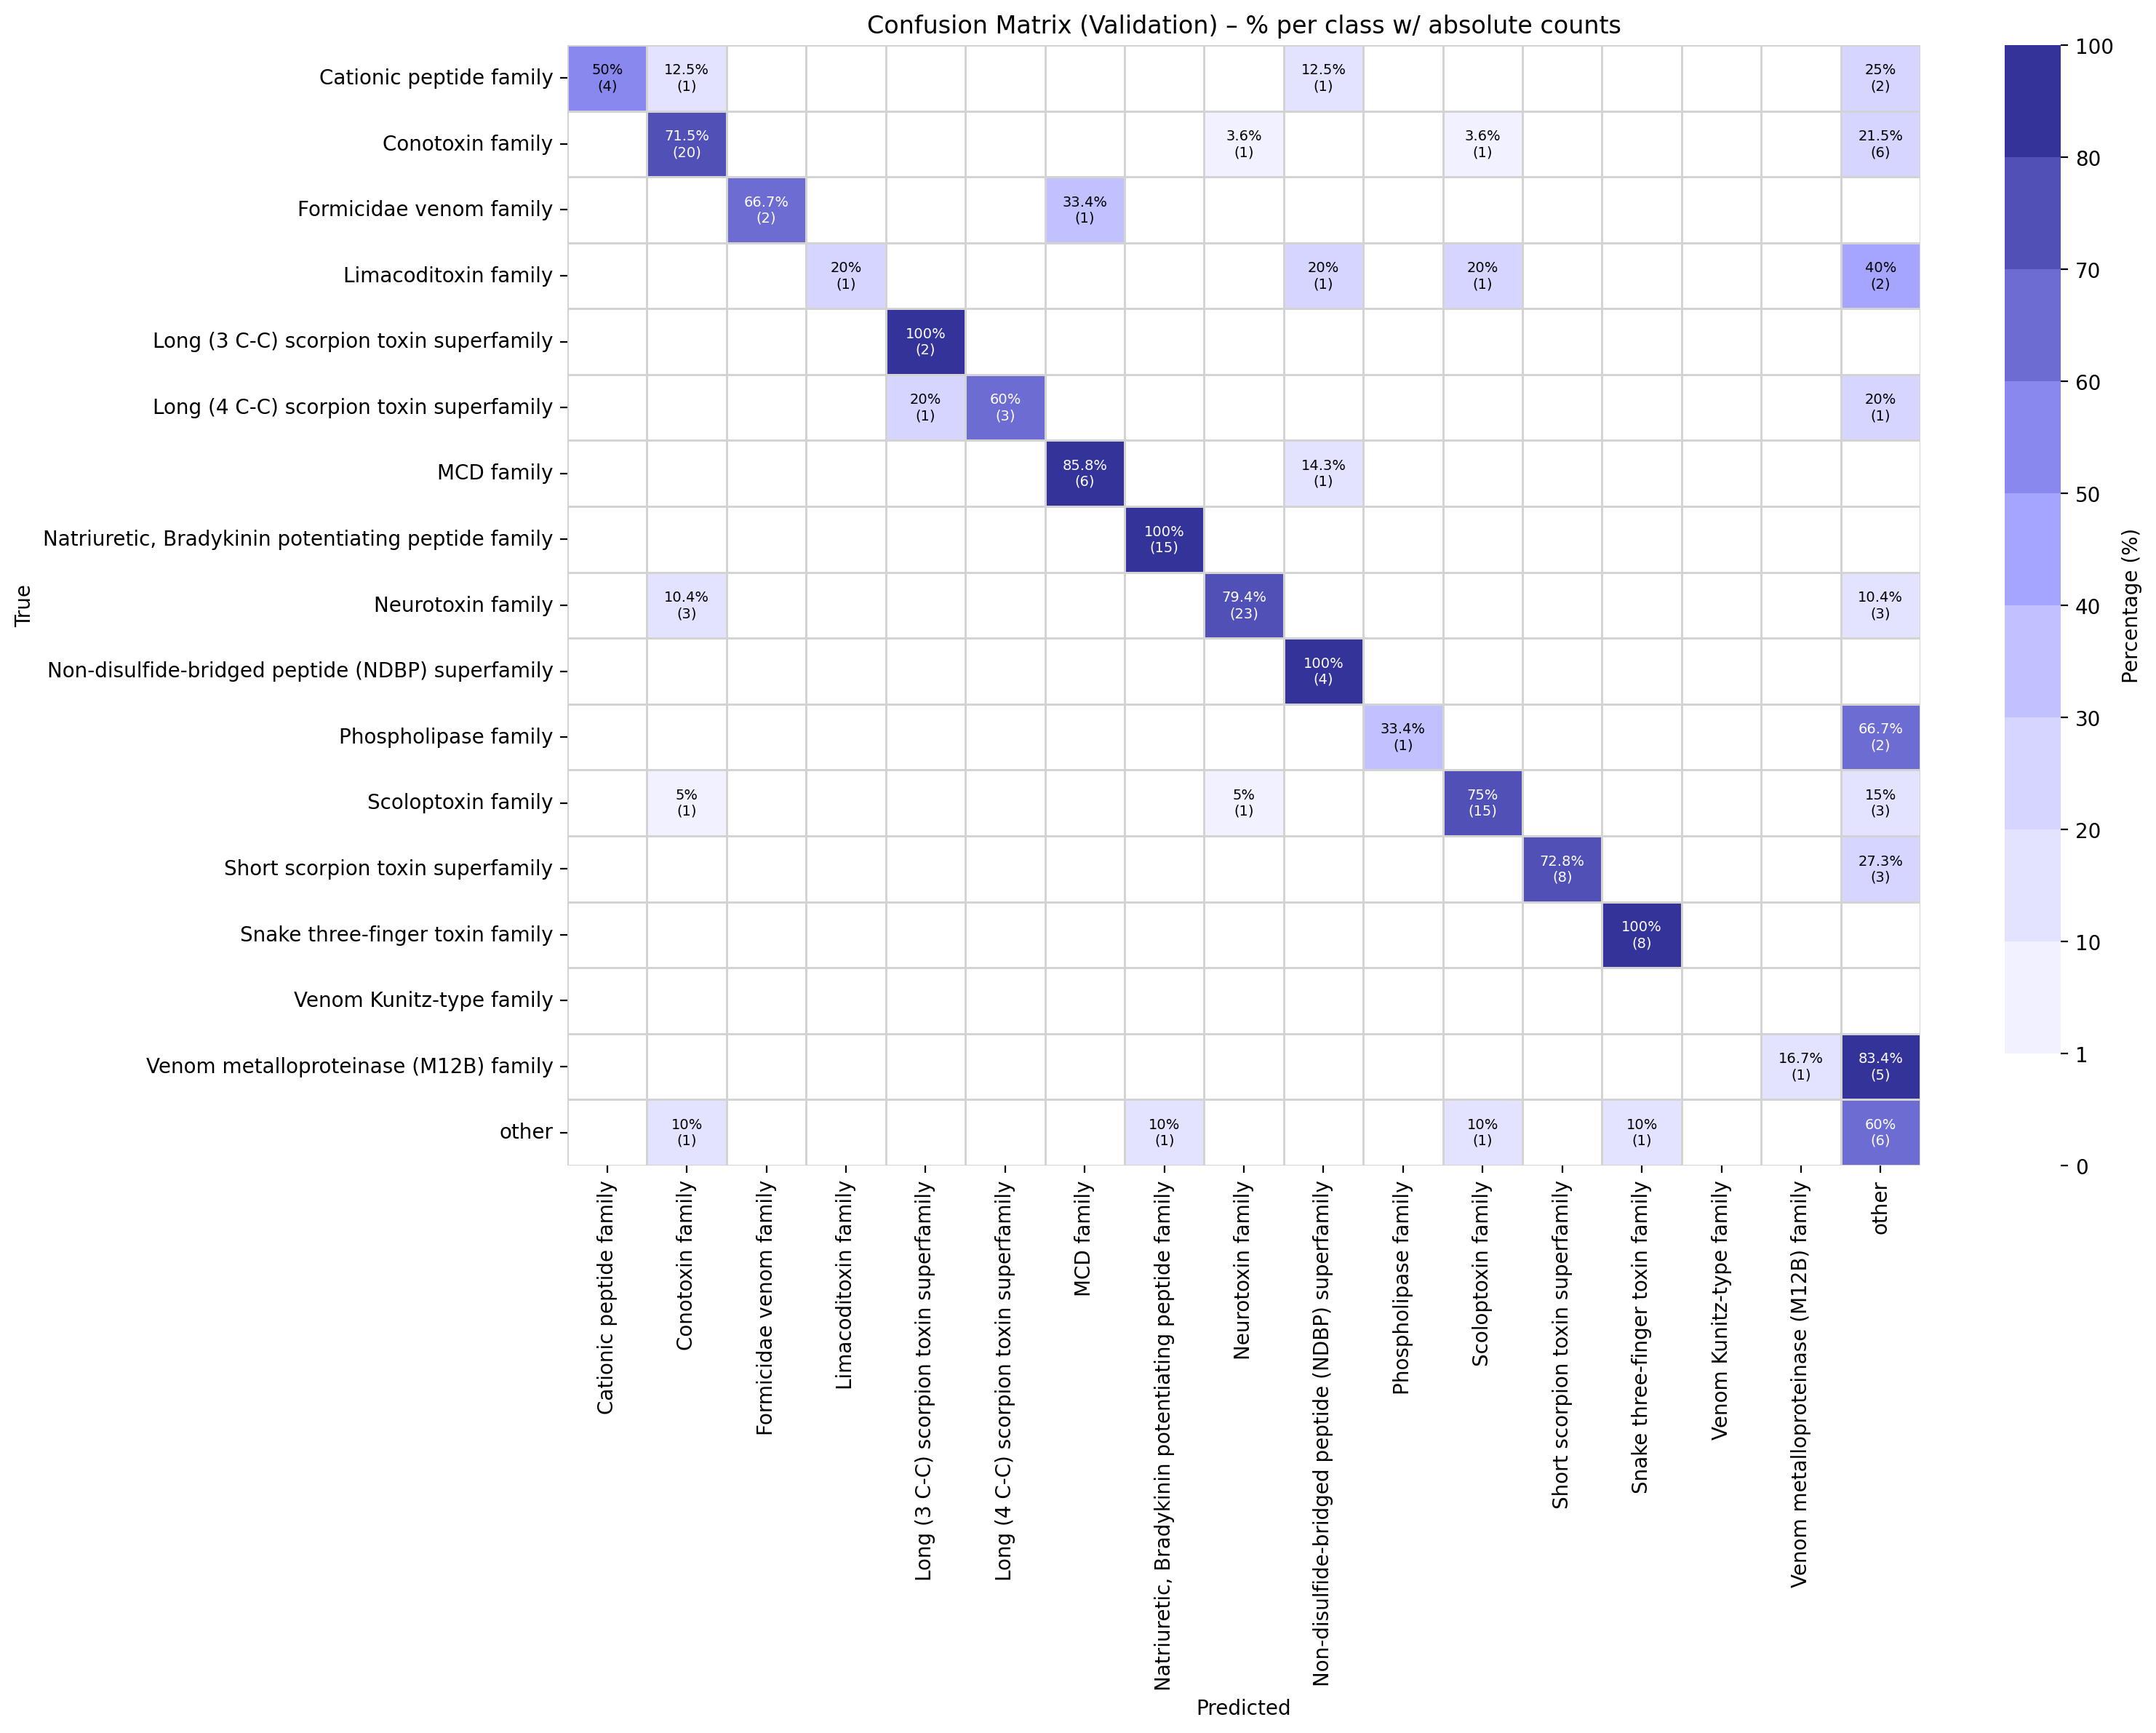 Confusion Matrix (Validation) – % per class w/ absolute counts
Cationic peptide family
50%
(4)
12.5%
(1)
12.5%
(1)
25%
(2)
Conotoxin family
71.5%
(20)
3.6%
(1)
3.6%
(1)
21.5%
(6)
Formicidae venom family
66.7%
(2)
33.4%
(1)
Limacoditoxin family
20%
(1)
20%
(1)
20%
(1)
40%
(2)
Long (3 C-C) scorpion toxin superfamily
100%
(2)
Long (4 C-C) scorpion toxin superfamily
20%
(1)
60%
(3)
20%
(1)
MCD family
85.8%
(6)
14.3%
(1)
Natriuretic, Bradykinin potentiating peptide family
100%
(15)
Neurotoxin family
10.4%
(3)
79.4%
(23)
10.4%
(3)
Non-disulfide-bridged peptide (NDBP) superfamily
100%
(4)
Phospholipase family
33.4%
(1)
66.7%
(2)
Scoloptoxin family
5%
(1)
5%
(1)
75%
(15)
15%
(3)
Short scorpion toxin superfamily
72.8%
(8)
27.3%
(3)
Snake three-finger toxin family
100%
(8)
Venom Kunitz-type family
Venom metalloproteinase (M12B) family
16.7%
(1)
83.4%
(5)
other
10%
(1)
10%
(1)
10%
(1)
10%
(1)
60%
(6)
True
Cationic peptide family
Conotoxin family
Formicidae venom family
Limacoditoxin family
Long (3 C-C) scorpion toxin superfamily
Long (4 C-C) scorpion toxin superfamily
MCD family
Natriuretic, Bradykinin potentiating peptide family
Neurotoxin family
Non-disulfide-bridged peptide (NDBP) superfamily
Phospholipase family
Scoloptoxin family
Short scorpion toxin superfamily
Snake three-finger toxin family
Venom Kunitz-type family
Venom metalloproteinase (M12B) family
other
Predicted
100
80
70
60
50
40
30
20
10
1
0
Percentage (%)